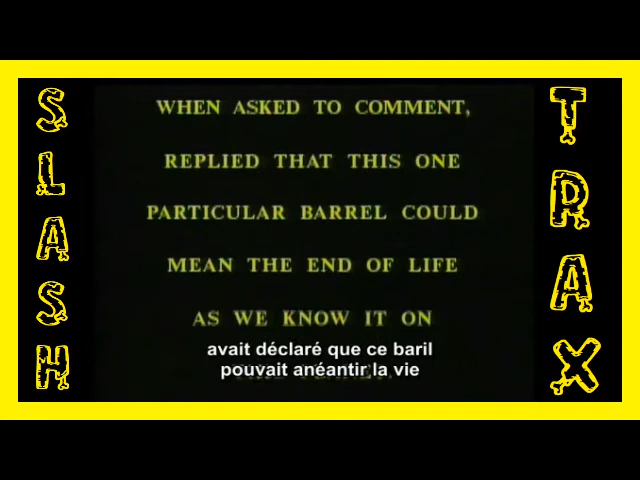 SLASH
TRAX
WHEN ASKED TO COMMENT,
REPLIED THAT THIS ONE
PARTICULAR BARREL COULD
MEAN THE END OF LIFE
AS WE KNOW IT ON
avait déclaré que ce baril
pouvait anéantir la vie